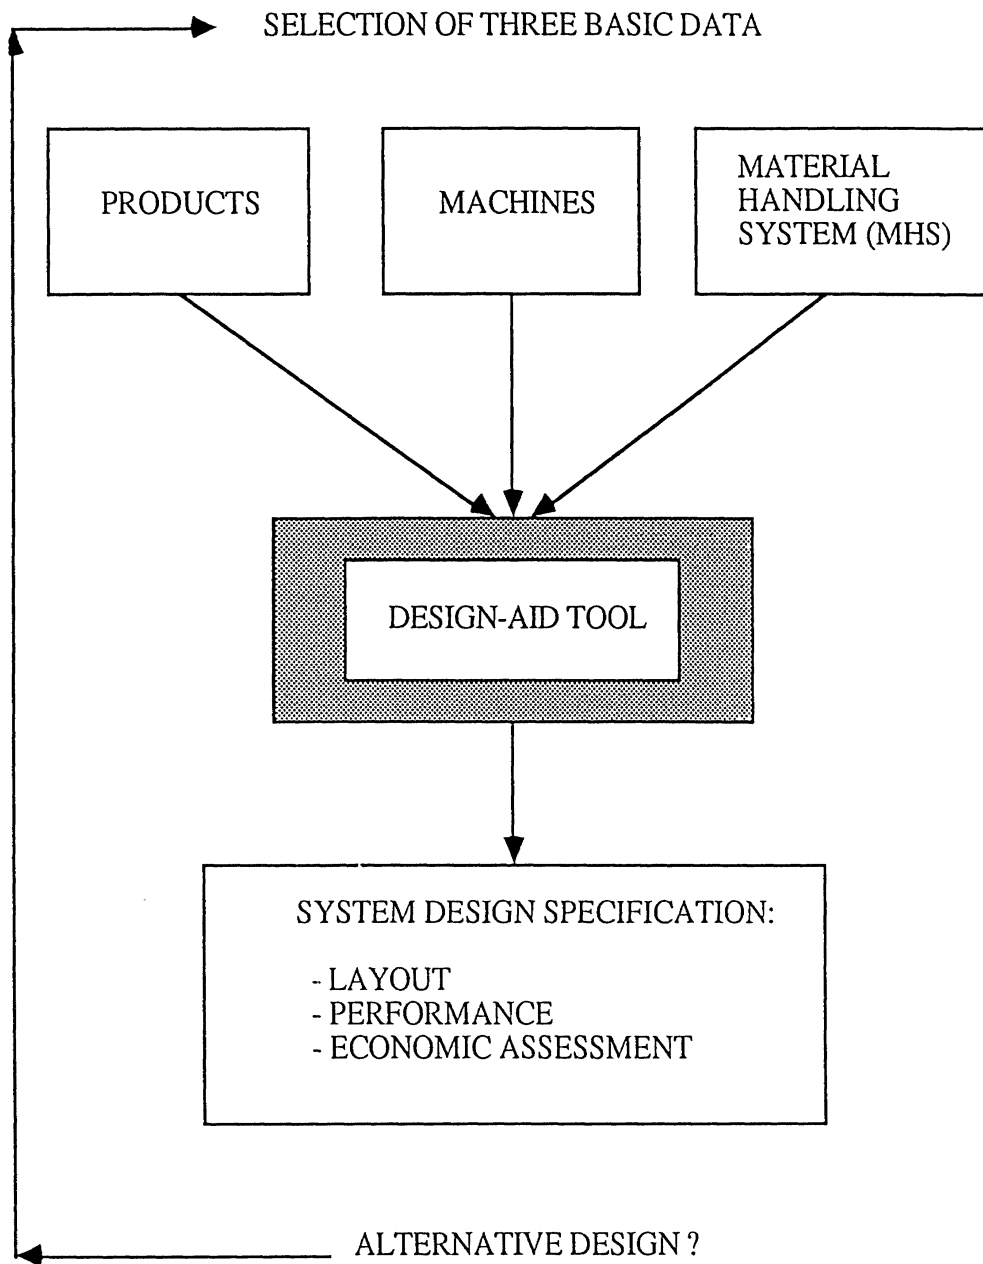 SELECTION OF THREE BASIC DATA
PRODUCTS
MACHINES
MATERIAL
HANDLING
SYSTEM (MHS)
DESIGN-AID TOOL
SYSTEM DESIGN SPECIFICATION:
- LAYOUT
- PERFORMANCE
- ECONOMIC ASSESSMENT
ALTERNATIVE DESIGN ?